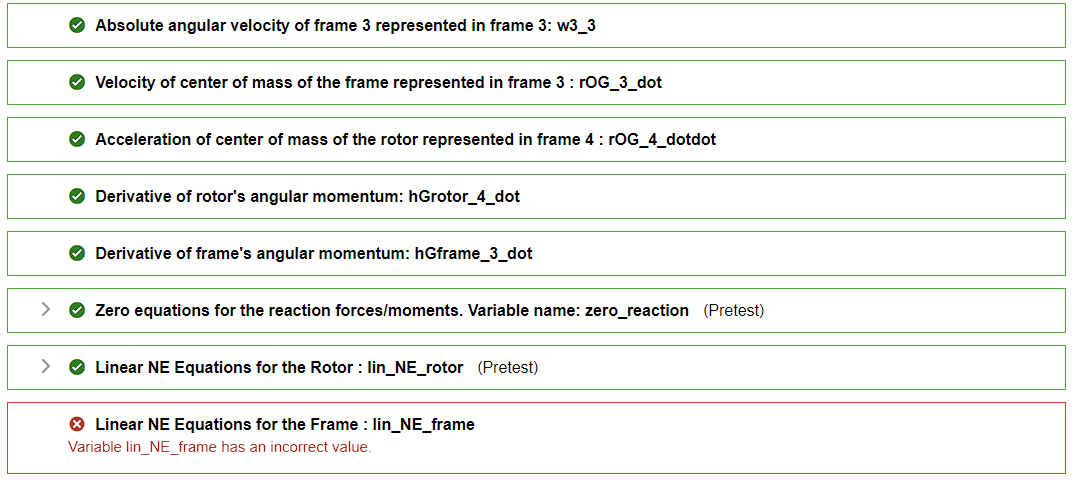 Absolute angular velocity of frame 3 represented in frame 3: w3_3
Velocity of center of mass of the frame represented in frame 3 : rOG_3_dot
Acceleration of center of mass of the rotor represented in frame 4 : rOG_4_dotdot
Derivative of rotor's angular momentum: hGrotor_4_dot
Derivative of frame's angular momentum: hGframe_3_dot
Zero equations for the reaction forces/moments. Variable name: zero_reaction (Pretest)
Linear NE Equations for the Rotor : lin_NE_rotor (Pretest)
Linear NE Equations for the Frame : lin_NE_frame
Variable lin_NE_frame has an incorrect value.